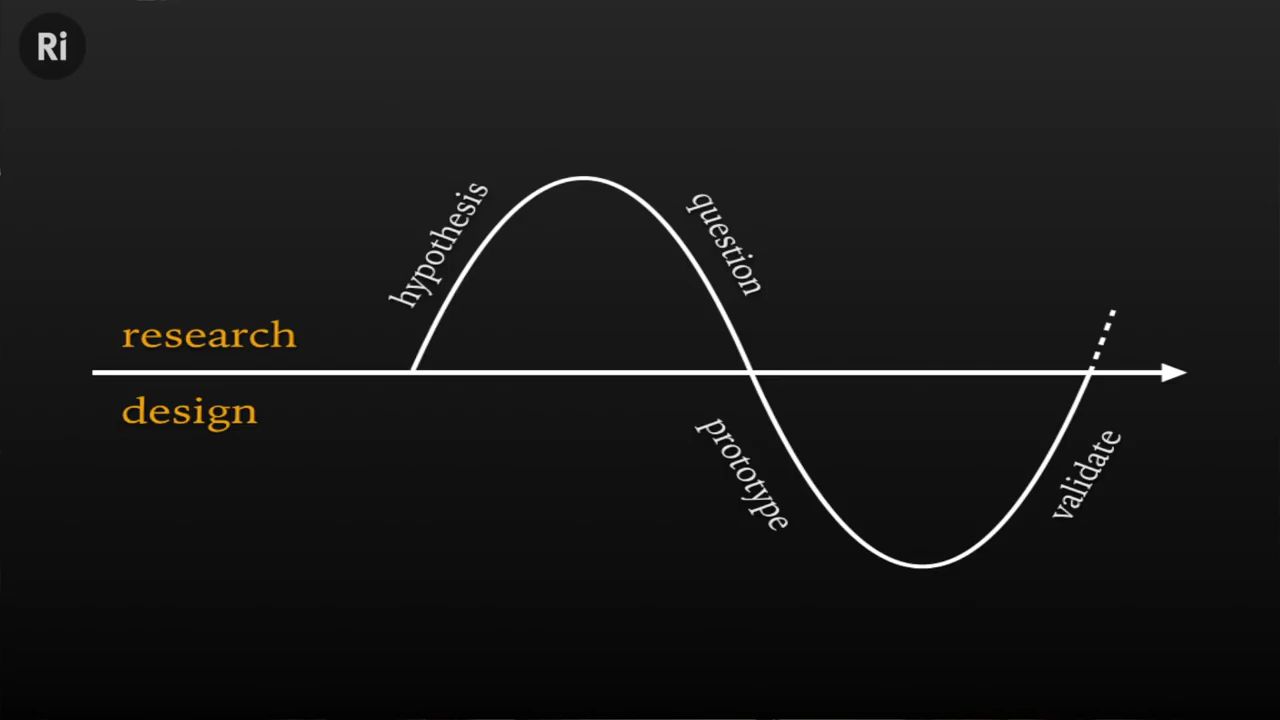 Ri
hypothesis
question
research
design
prototype
validate